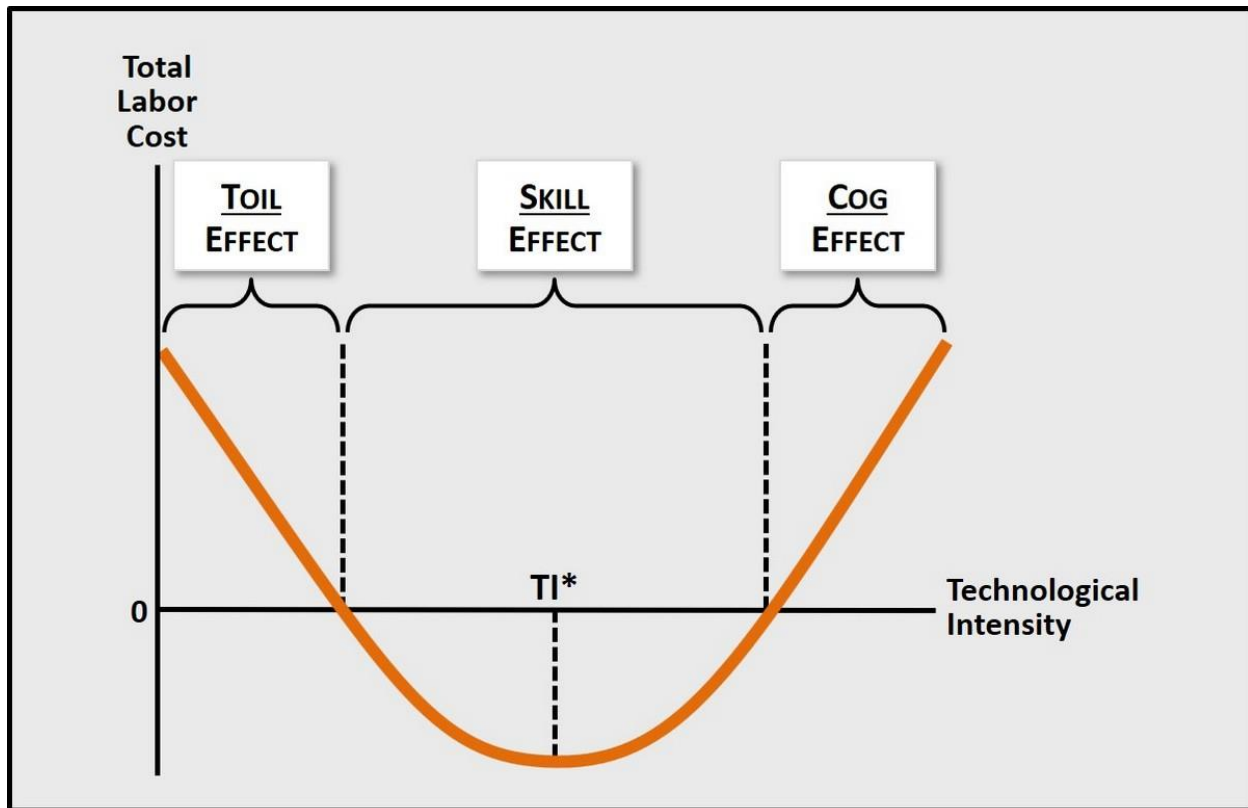 Total
Labor
Cost
TOIL
EFFECT
SKILL
EFFECT
COG
EFFECT
0
TI*
Technological
Intensity